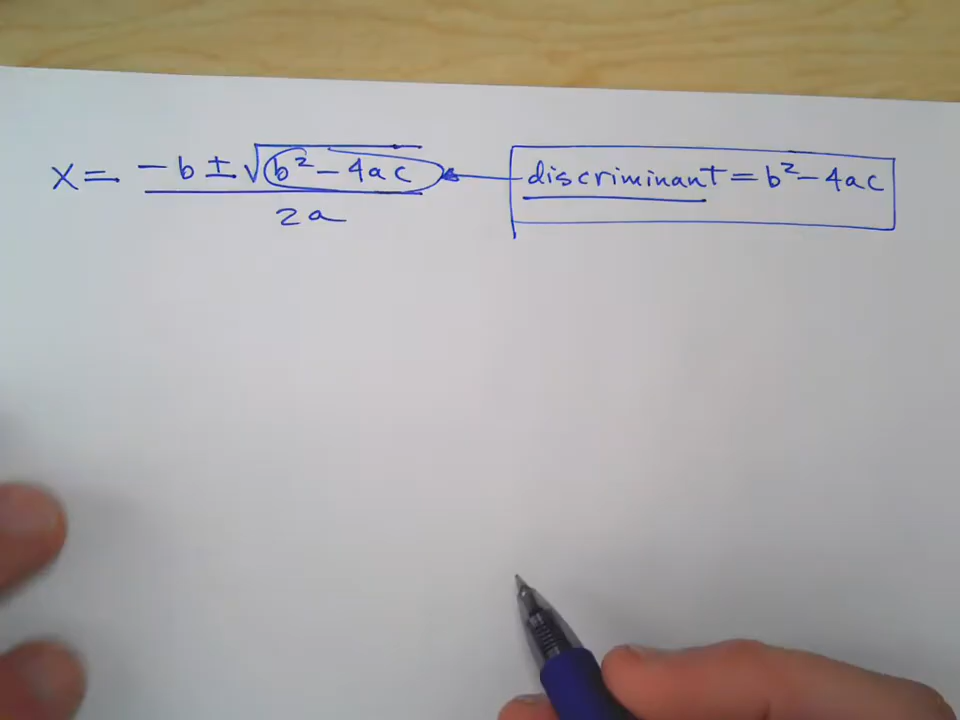 x = -b ± √b² - 4ac discriminant = b² - 4ac
2a